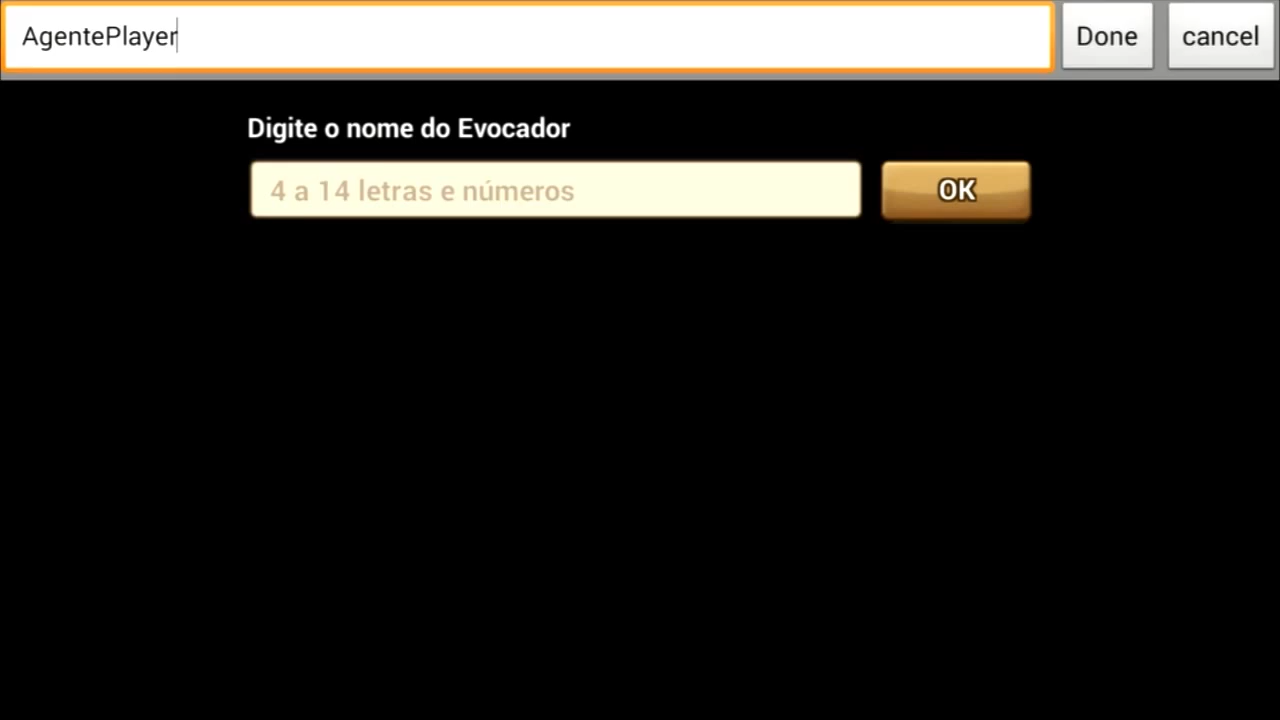 AgentePlayer
Done
cancel
Digite o nome do Evocador
4 a 14 letras e números
OK